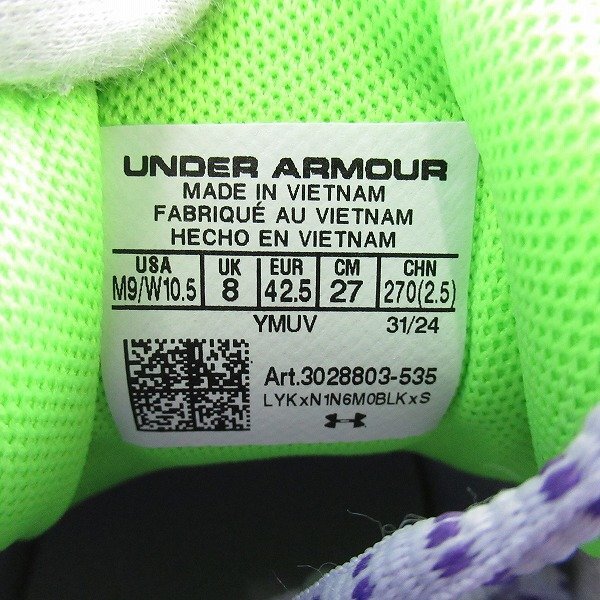 UNDER ARMOUR
MADE IN VIETNAM
FABRIQUÉ AU VIETNAM
HECHO EN VIETNAM
USA UK EUR CM CHN
M9/W10.5 8 42.5 27 270(2.5)
YMUV 31/24
Art.3028803-535
LYKxN1N6M0BLKxS